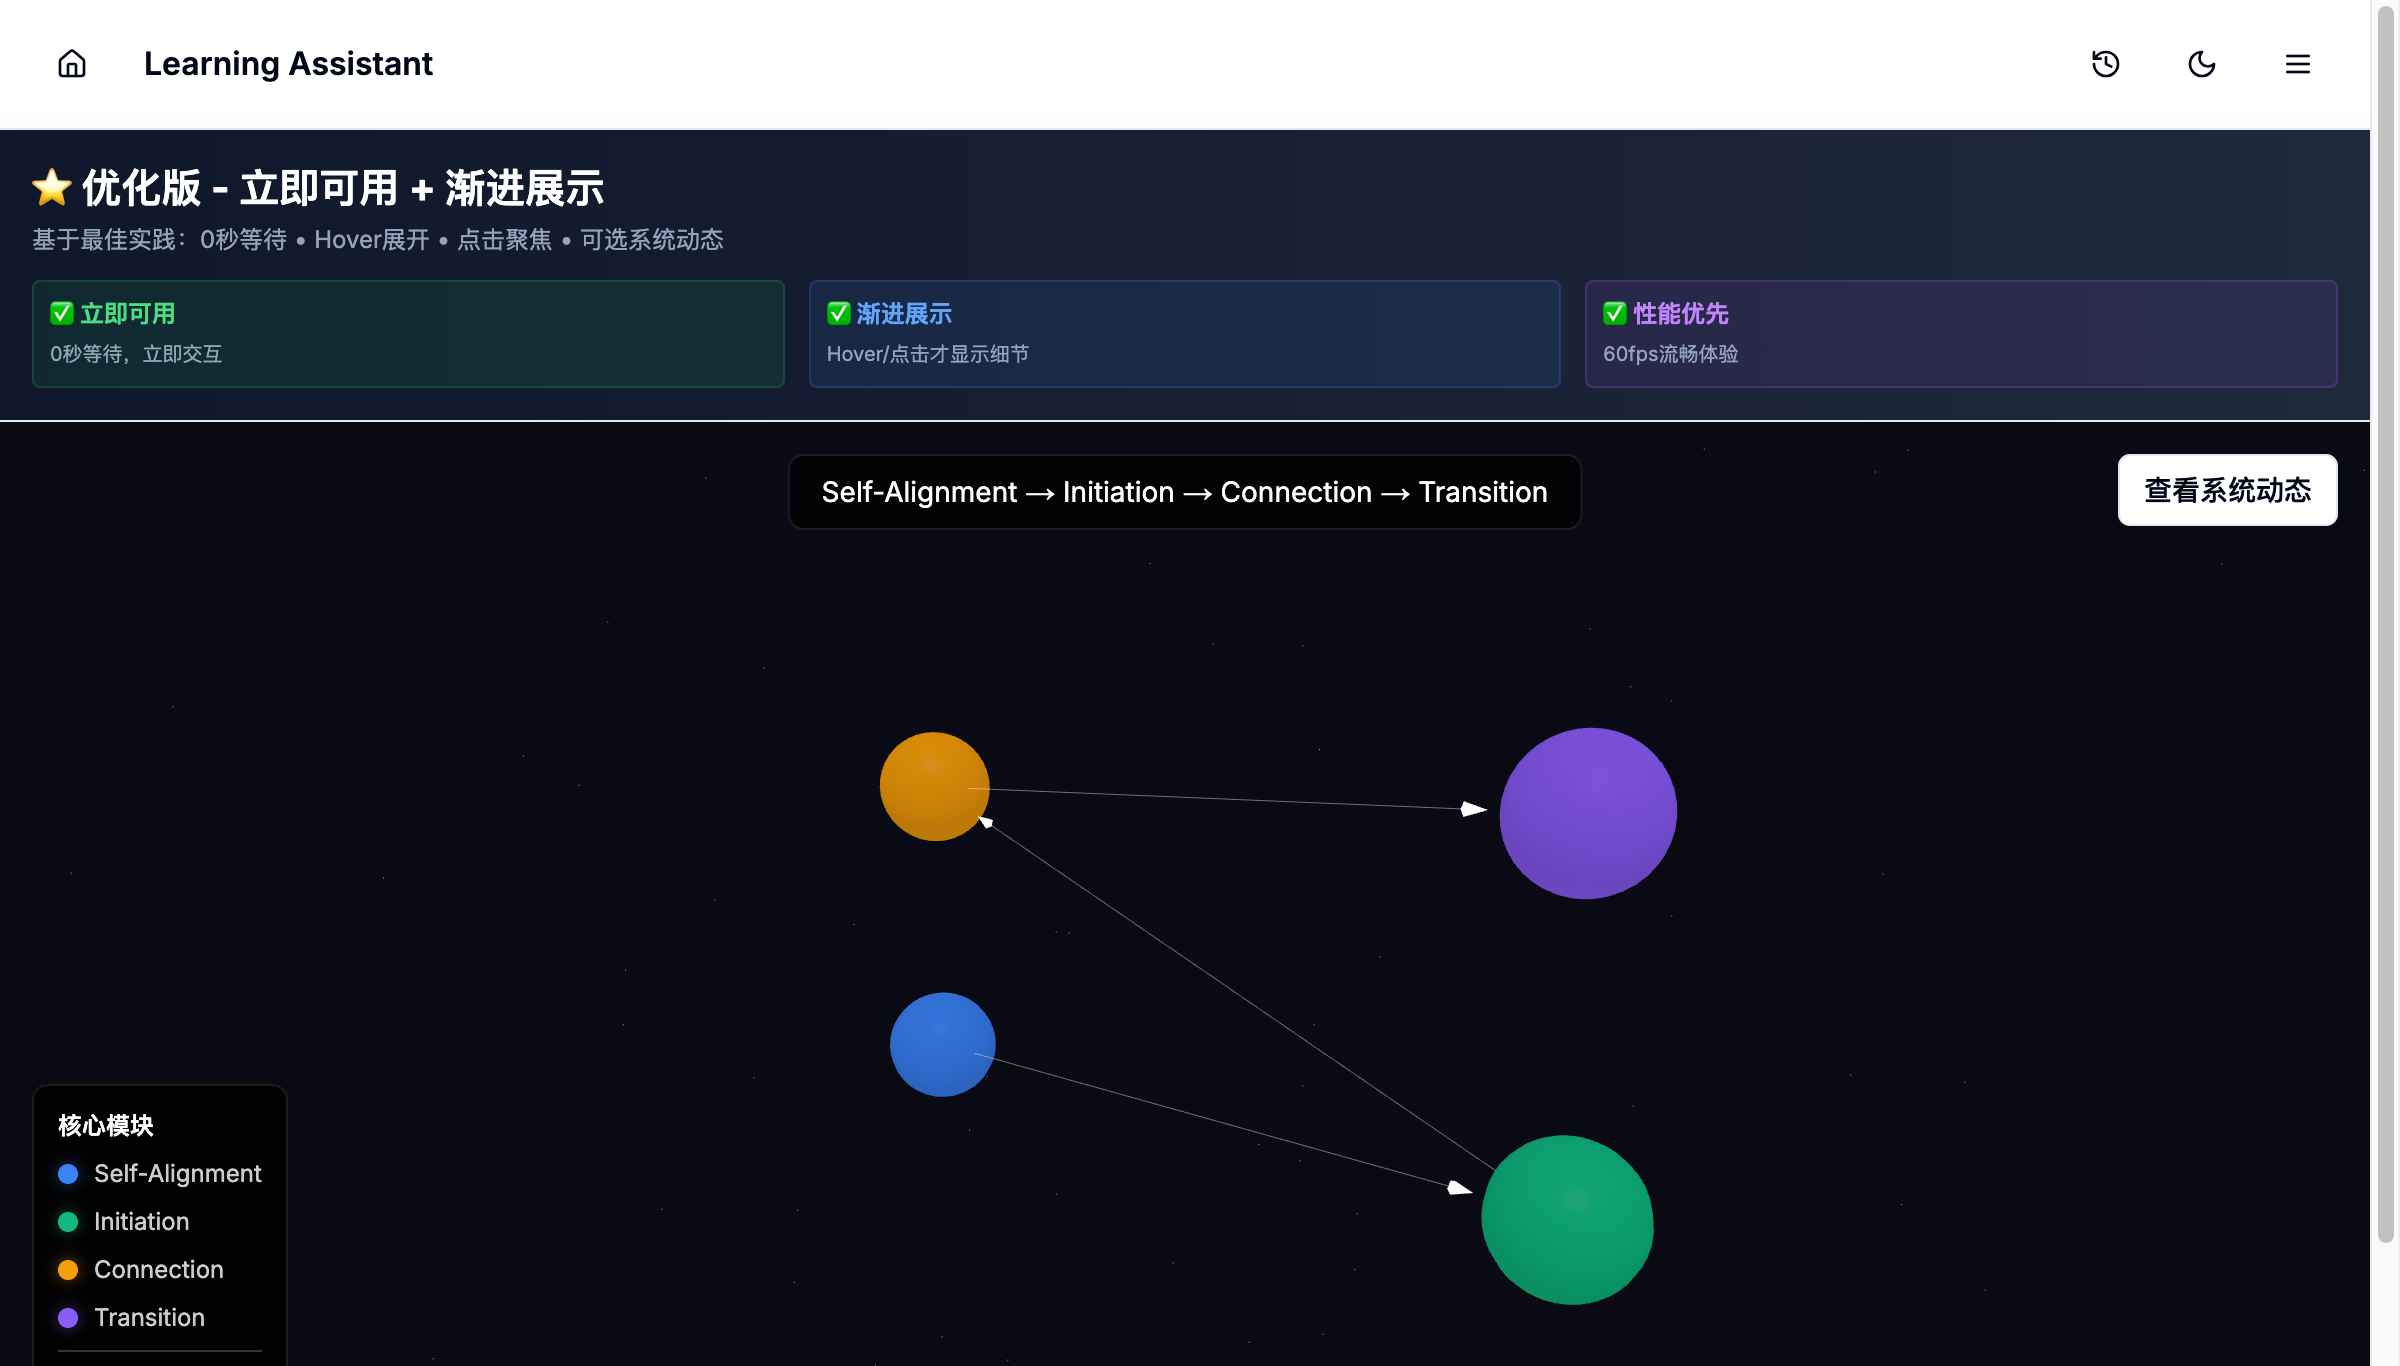 Learning Assistant
⭐ 优化版 - 立即可用 + 渐进展示
基于最佳实践：0秒等待 • Hover展开 • 点击聚焦 • 可选系统动态
✅ 立即可用
0秒等待，立即交互
✅ 渐进展示
Hover/点击才显示细节
✅ 性能优先
60fps流畅体验
Self-Alignment → Initiation → Connection → Transition
查看系统动态
核心模块
Self-Alignment
Initiation
Connection
Transition